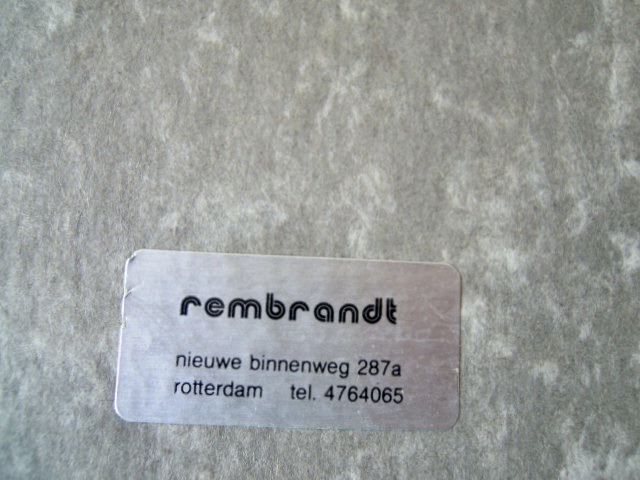 rembrandt
nieuwe binnenweg 287a
rotterdam tel. 4764065